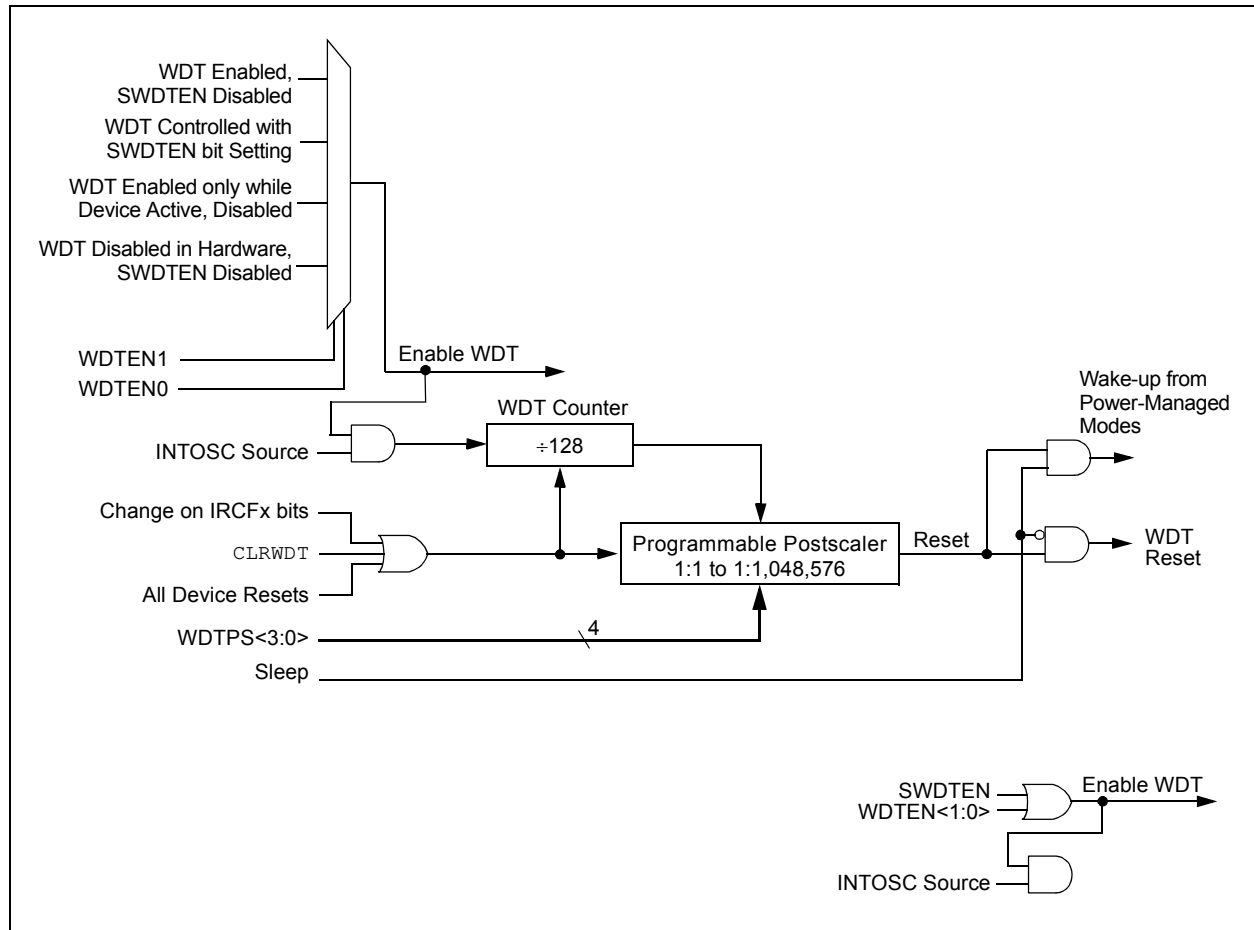 WDT Enabled,
SWDTEN Disabled
WDT Controlled with
SWDTEN bit Setting
WDT Enabled only while
Device Active, Disabled
WDT Disabled in Hardware,
SWDTEN Disabled
WDTEN1
WDTEN0
Enable WDT
WDT Counter
÷128
INTOSC Source
Wake-up from
Power-Managed
Modes
Change on IRCFx bits
CLRWDT
All Device Resets
Programmable Postscaler
1:1 to 1:1,048,576
Reset
WDT
Reset
WDTPS<3:0>
4
Sleep
SWDTEN
WDTEN<1:0>
Enable WDT
INTOSC Source